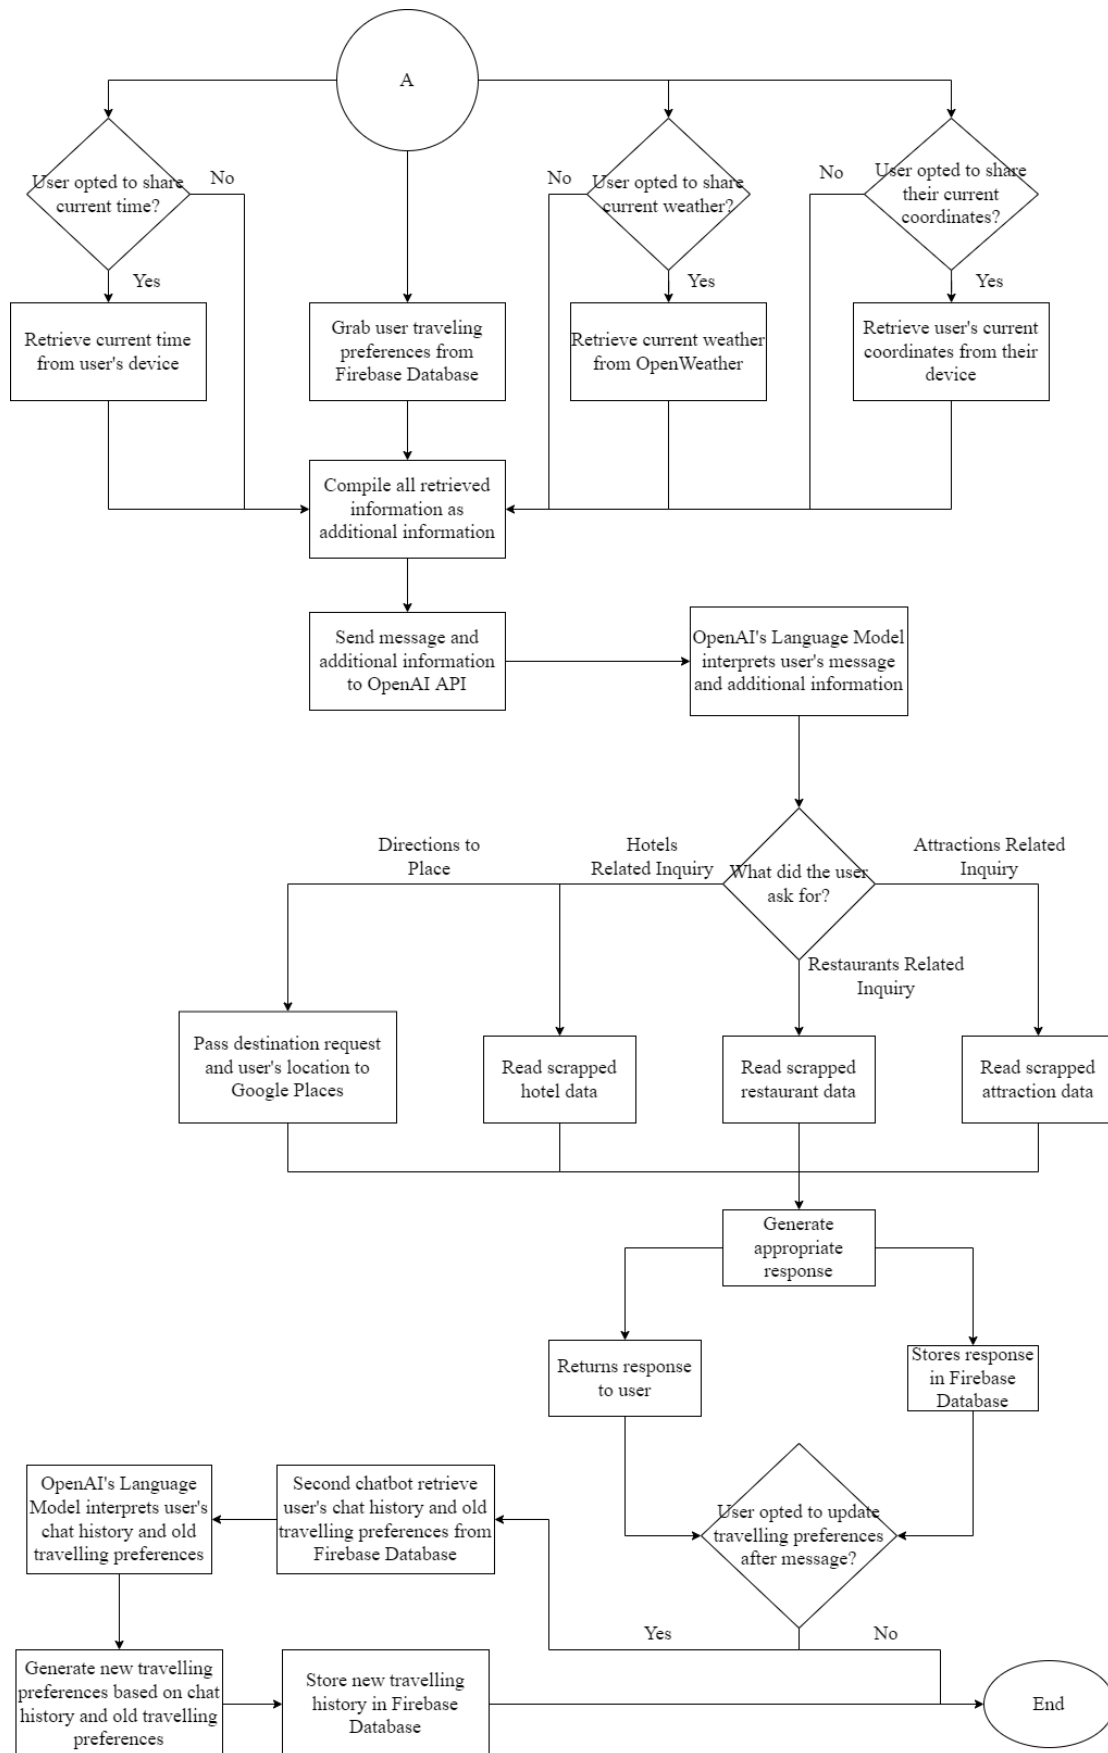 A
User opted to share
current time?
No
No
User opted to share
current weather?
No
User opted to share
their current
coordinates?
Yes
Yes
Yes
Retrieve current time
from user's device
Grab user traveling
preferences from
Firebase Database
Retrieve current weather
from OpenWeather
Retrieve user's current
coordinates from their
device
Compile all retrieved
information as
additional information
Send message and
additional information
to OpenAI API
OpenAI's Language Model
interprets user's message
and additional information
Directions to
Place
Hotels
Related Inquiry
What did the user
ask for?
Attractions Related
Inquiry
Restaurants Related
Inquiry
Pass destination request
and user's location to
Google Places
Read scrapped
hotel data
Read scrapped
restaurant data
Read scrapped
attraction data
Generate
appropriate
response
Returns response
to user
Stores response
in Firebase
Database
OpenAI's Language
Model interprets user's
chat history and old
travelling preferences
Second chatbot retrieve
user's chat history and old
travelling preferences from
Firebase Database
User opted to update
travelling preferences
after message?
Yes
No
Generate new travelling
preferences based on chat
history and old travelling
preferences
Store new travelling
history in Firebase
Database
End